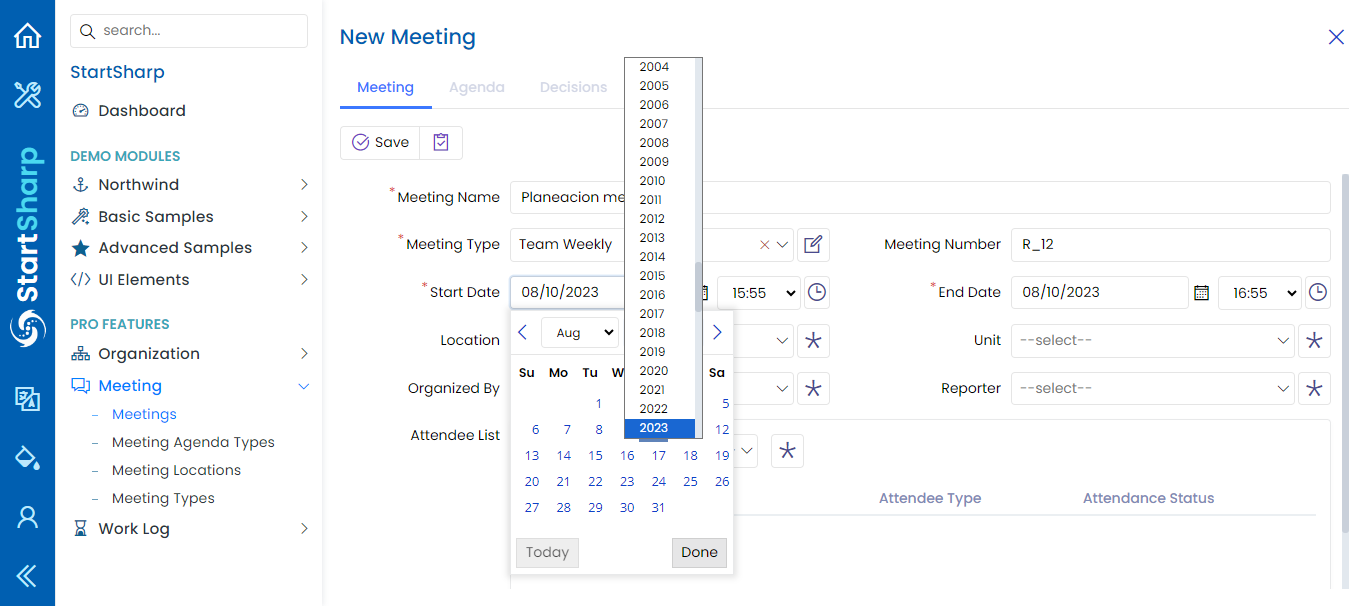 search...
StartSharp
Dashboard
DEMO MODULES
Northwind
Basic Samples
Advanced Samples
UI Elements
PRO FEATURES
Organization
Meeting
– Meetings
– Meeting Agenda Types
– Meeting Locations
– Meeting Types
Work Log
StartSharp
New Meeting
Meeting Agenda Decisions
Save
*Meeting Name Planeacion me
*Meeting Type Team Weekly
Meeting Number R_12
*Start Date 08/10/2023 15:55
*End Date 08/10/2023 16:55
Location
Unit --select--
Organized By
Reporter --select--
Attendee List
Attendee Type Attendance Status
Aug
Su Mo Tu W Sa
1 5
6 7 8 12
13 14 15 16 17 18 19
20 21 22 23 24 25 26
27 28 29 30 31
Today Done
2004
2005
2006
2007
2008
2009
2010
2011
2012
2013
2014
2015
2016
2017
2018
2019
2020
2021
2022
2023